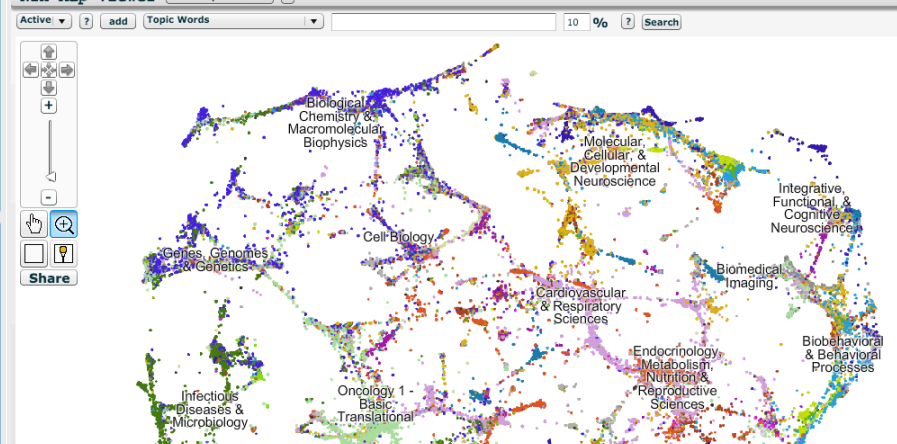 Active ? add Topic Words 10 % ? Search
+
-
Share
Biological
Chemistry &
Macromolecular
Biophysics
Molecular,
Cellular, &
Developmental
Neuroscience
Integrative,
Functional, &
Cognitive
Neuroscience
Cell Biology
Genes, Genomes
& Genetics
Biomedical
Imaging
Cardiovascular
& Respiratory
Sciences
Biobehavioral
& Behavioral
Processes
Endocrinology,
Metabolism,
Nutrition &
Reproductive
Sciences
Infectious
Diseases &
Microbiology
Oncology 1
Basic
Translational